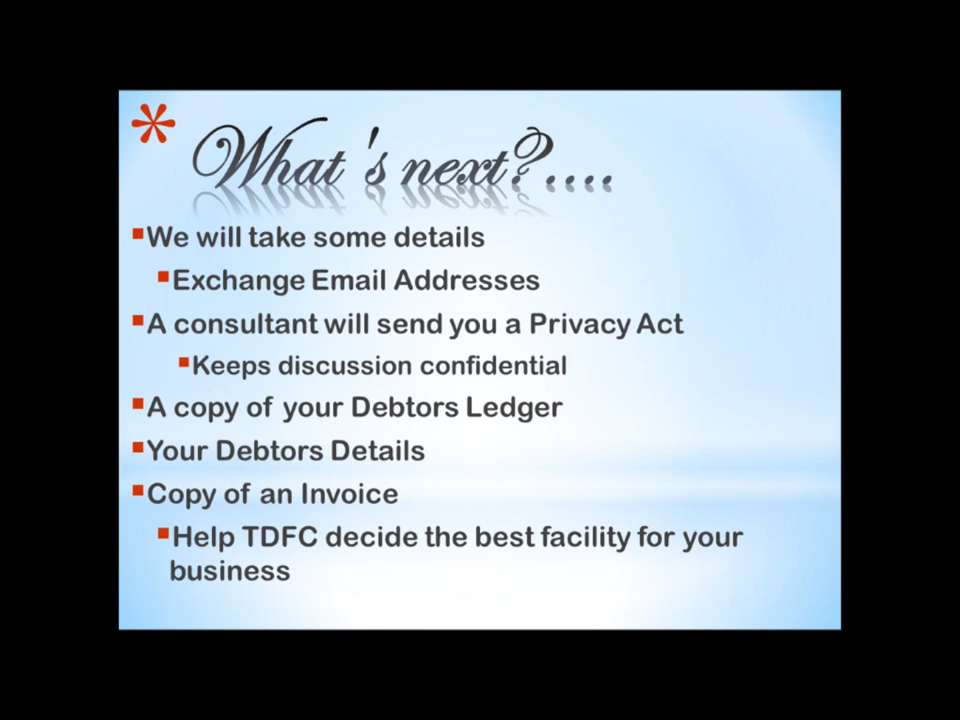 * What's next?....
▪We will take some details
▪Exchange Email Addresses
▪A consultant will send you a Privacy Act
▪Keeps discussion confidential
▪A copy of your Debtors Ledger
▪Your Debtors Details
▪Copy of an Invoice
▪Help TDFC decide the best facility for your
business